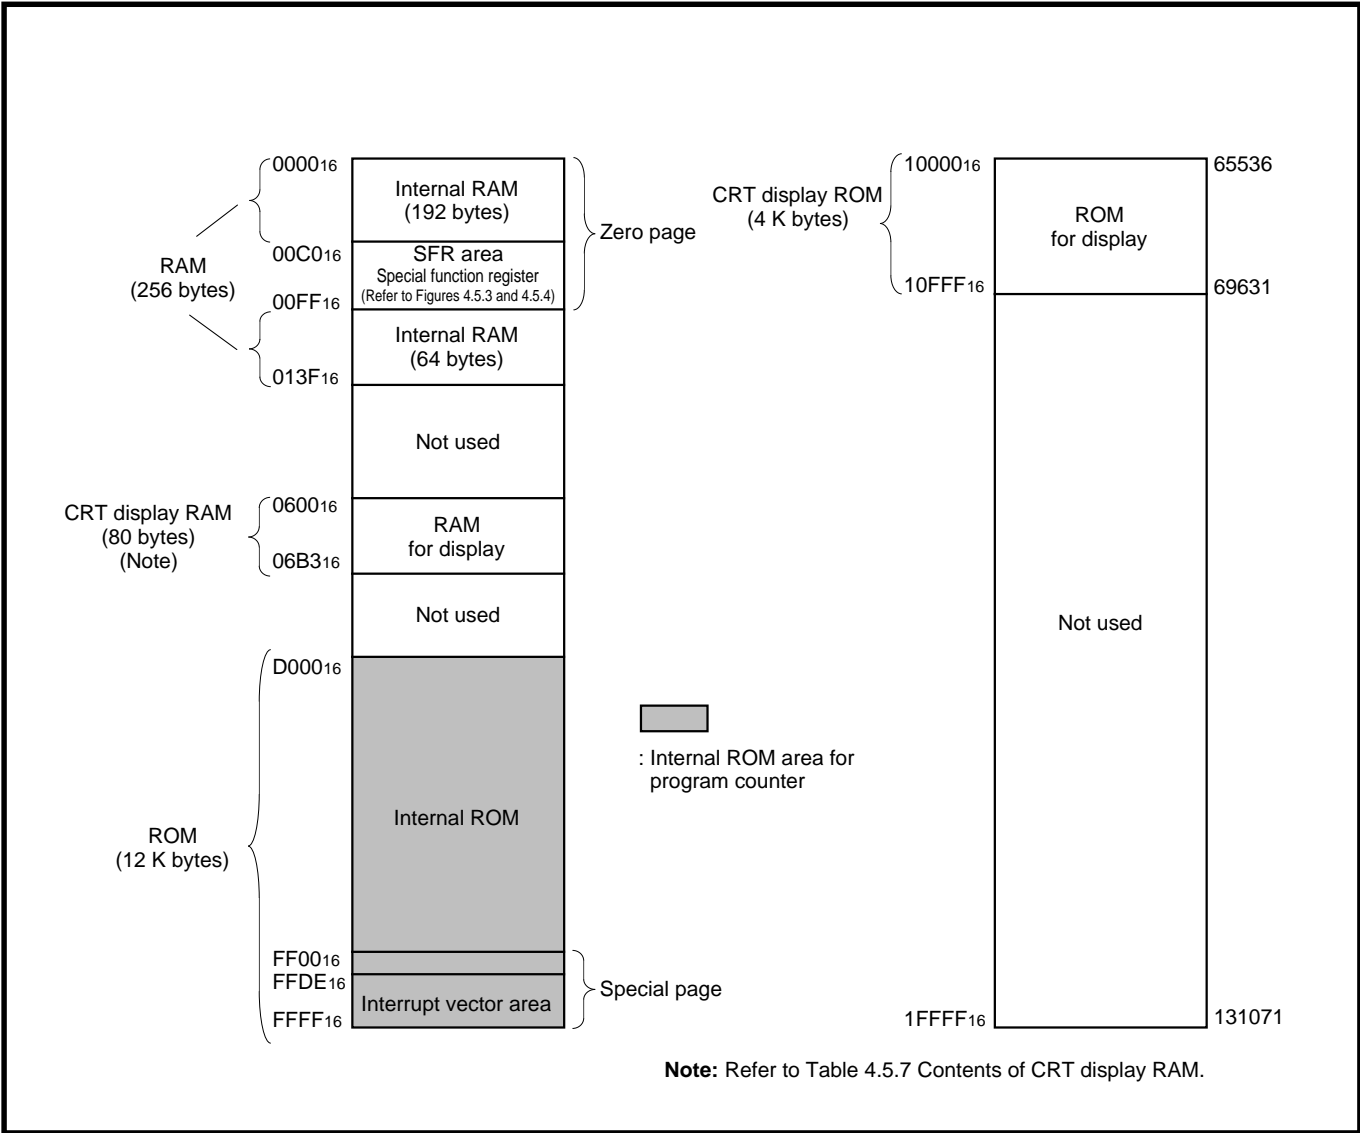 0000₁₆
Internal RAM
(192 bytes)
00C0₁₆
SFR area
Special function register
(Refer to Figures 4.5.3 and 4.5.4)
00FF₁₆
Zero page
RAM
(256 bytes)
Internal RAM
(64 bytes)
013F₁₆
Not used
CRT display RAM
(80 bytes)
(Note)
0600₁₆
RAM
for display
06B3₁₆
Not used
D000₁₆
ROM
(12 K bytes)
Internal ROM
FF00₁₆
FFDE₁₆
Interrupt vector area
FFFF₁₆
Special page
: Internal ROM area for
program counter
CRT display ROM
(4 K bytes)
10000₁₆
65536
ROM
for display
10FFF₁₆
69631
Not used
1FFFF₁₆
131071
Note: Refer to Table 4.5.7 Contents of CRT display RAM.